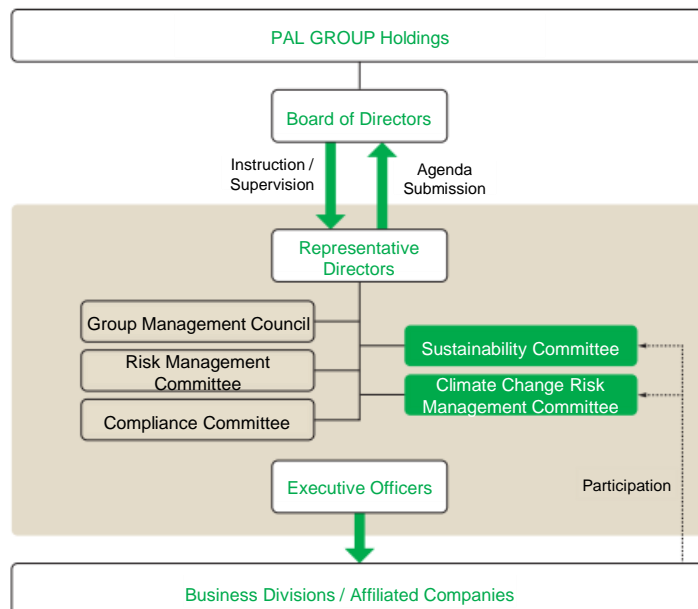 PAL GROUP Holdings
Board of Directors
Instruction /
Supervision
Agenda
Submission
Representative
Directors
Group Management Council
Risk Management
Committee
Compliance Committee
Sustainability Committee
Climate Change Risk
Management Committee
Executive Officers
Participation
Business Divisions / Affiliated Companies